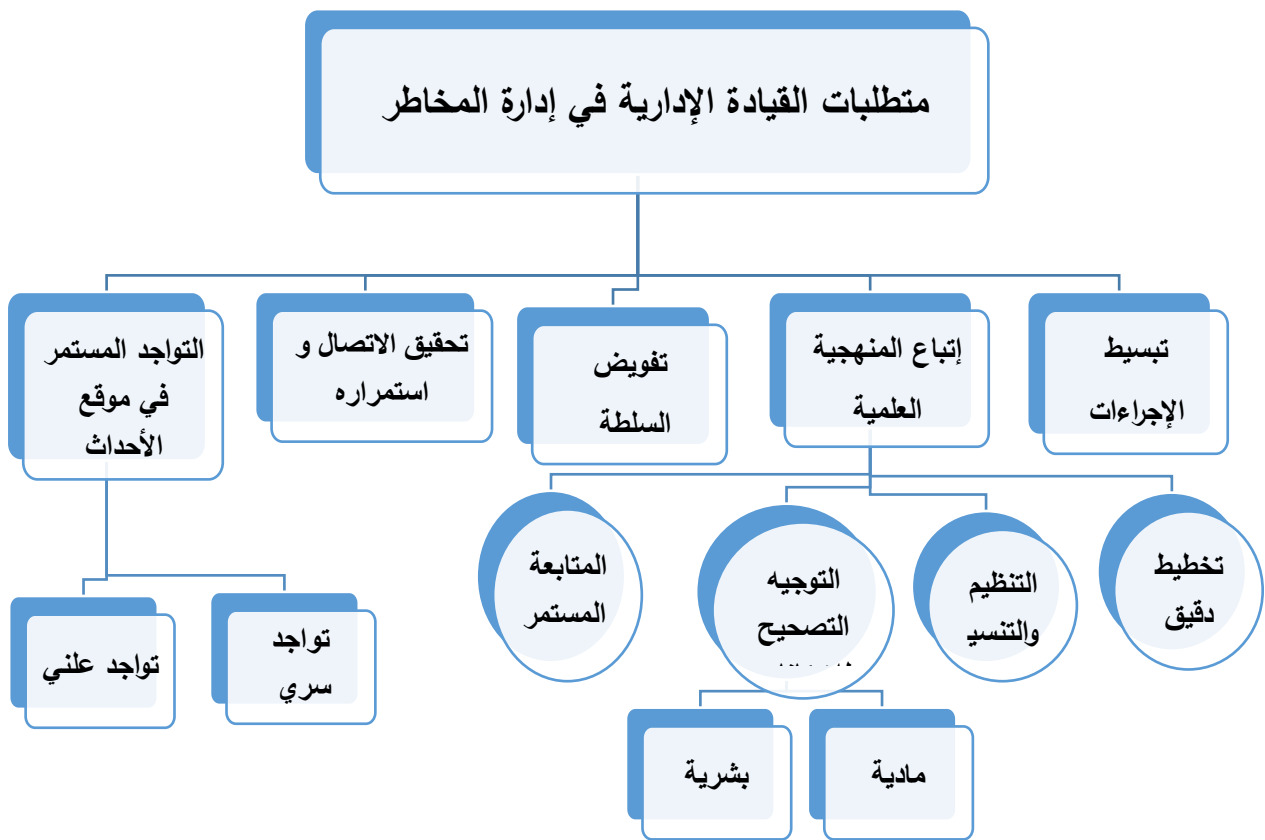 متطلبات القيادة الإدارية في إدارة المخاطر
تبسيط
الإجراءات
إتباع المنهجية
العلمية
تفويض
السلطة
تحقيق الاتصال و
استمراره
التواجد المستمر
في موقع
الأحداث
تخطيط
دقيق
التنظيم
والتنسي
التوجيه
التصحيح
المتابعة
المستمر
تواجد
سري
تواجد علني
مادية
بشرية